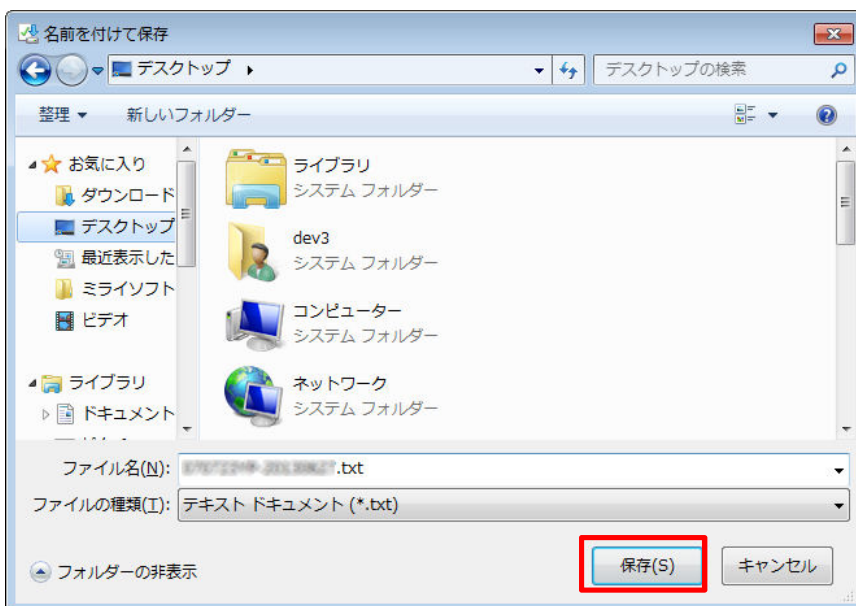 名前を付けて保存
デスクトップ
デスクトップの検索
整理
新しいフォルダー
お気に入り
ダウンロード
デスクトップ
最近表示した
ミライソフト
ビデオ
ライブラリ
ドキュメント
ライブラリ
システム フォルダー
dev3
システム フォルダー
コンピューター
システム フォルダー
ネットワーク
システム フォルダー
ファイル名(N):
.txt
ファイルの種類(T): テキスト ドキュメント (*.txt)
フォルダーの非表示
保存(S)
キャンセル